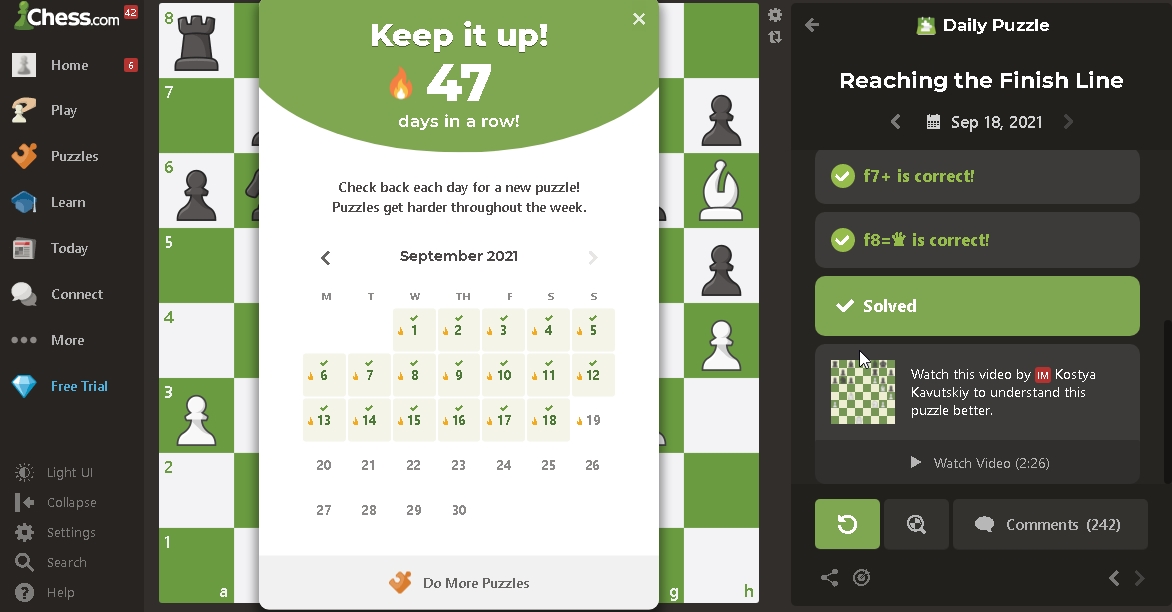 Chess.com
42
Home
6
Play
Puzzles
Learn
Today
Connect
More
Free Trial
Light UI
Collapse
Settings
Search
Help
8
7
6
5
4
3
2
1
a
g
h
Keep it up!
47
days in a row!
Check back each day for a new puzzle!
Puzzles get harder throughout the week.
September 2021
M T W TH F S S
1 2 3 4 5
6 7 8 9 10 11 12
13 14 15 16 17 18 19
20 21 22 23 24 25 26
27 28 29 30
Do More Puzzles
Daily Puzzle
Reaching the Finish Line
Sep 18, 2021
f7+ is correct!
f8=♛ is correct!
Solved
Watch this video by IM Kostya
Kavutskiy to understand this
puzzle better.
Watch Video (2:26)
Comments (242)